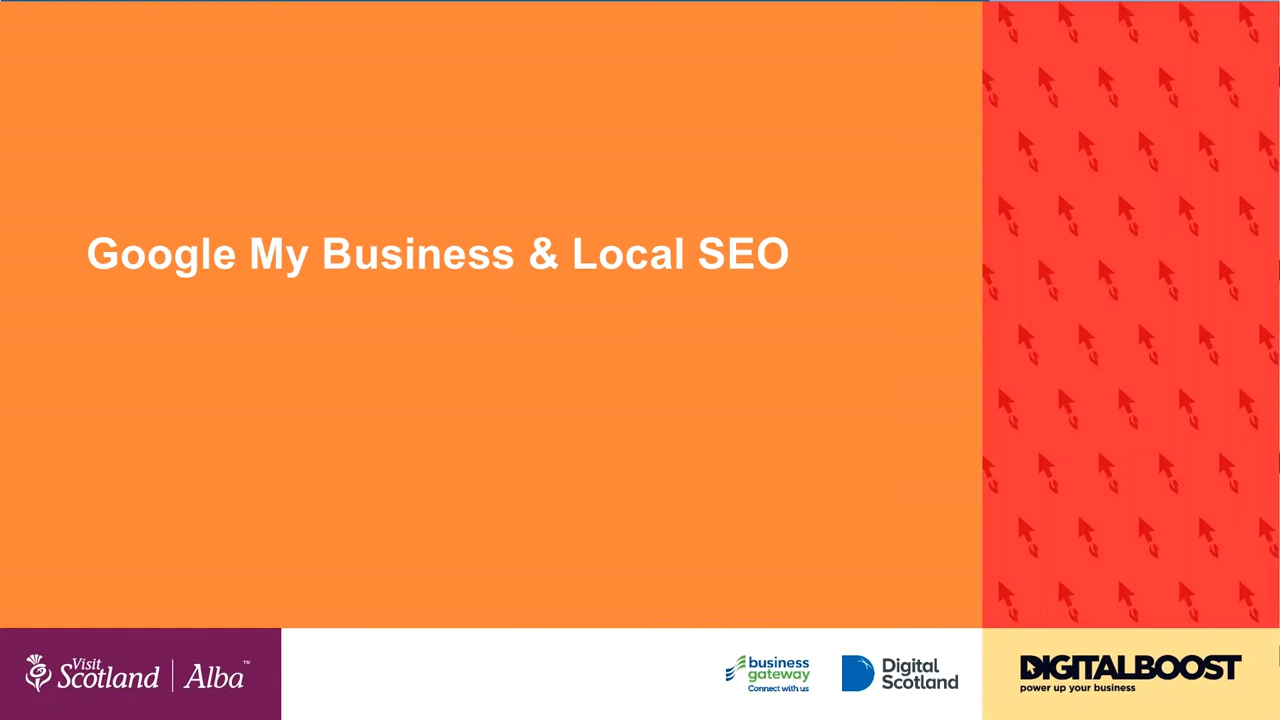 Google My Business & Local SEO
Visit
Scotland | Alba™
business
gateway
Connect with us
Digital
Scotland
DIGITALBOOST
power up your business